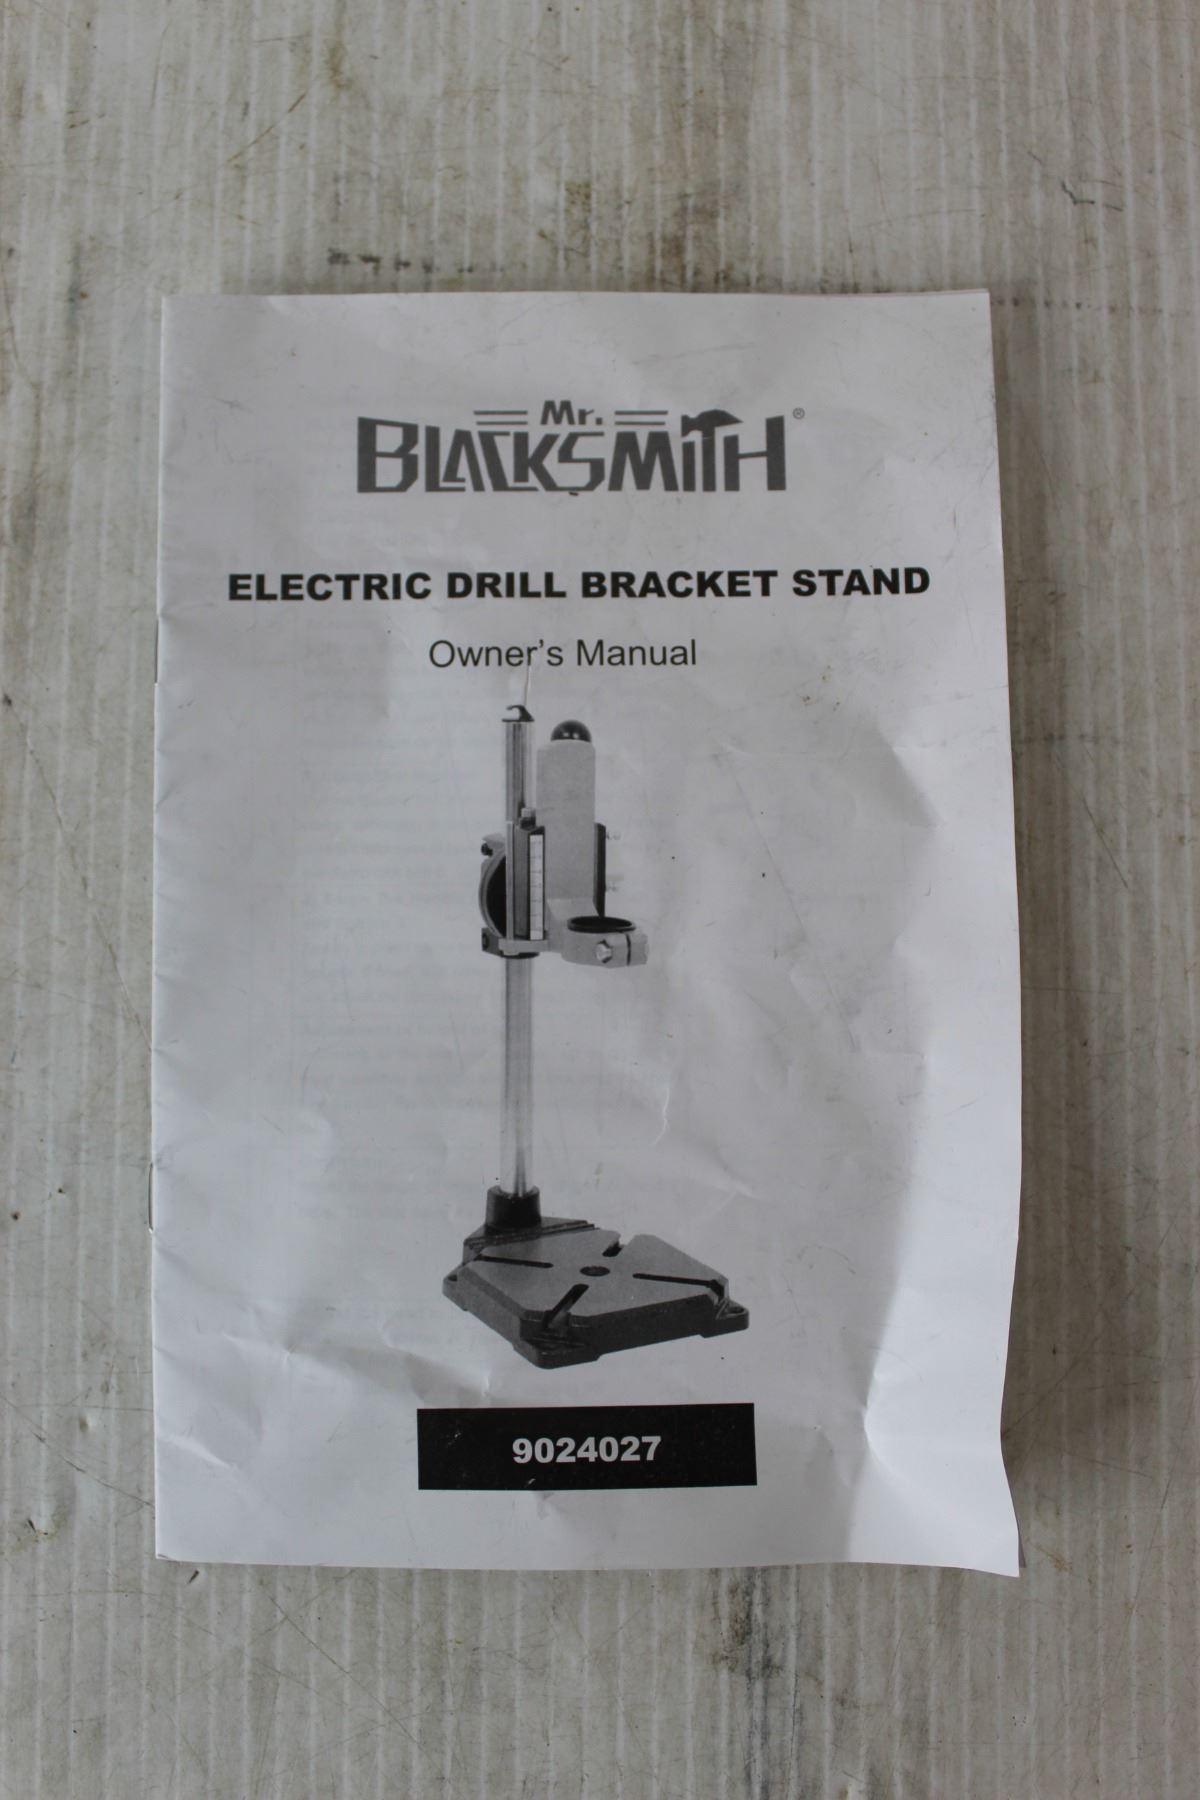 Mr.
BLACKSMITH®
ELECTRIC DRILL BRACKET STAND
Owner's Manual
9024027